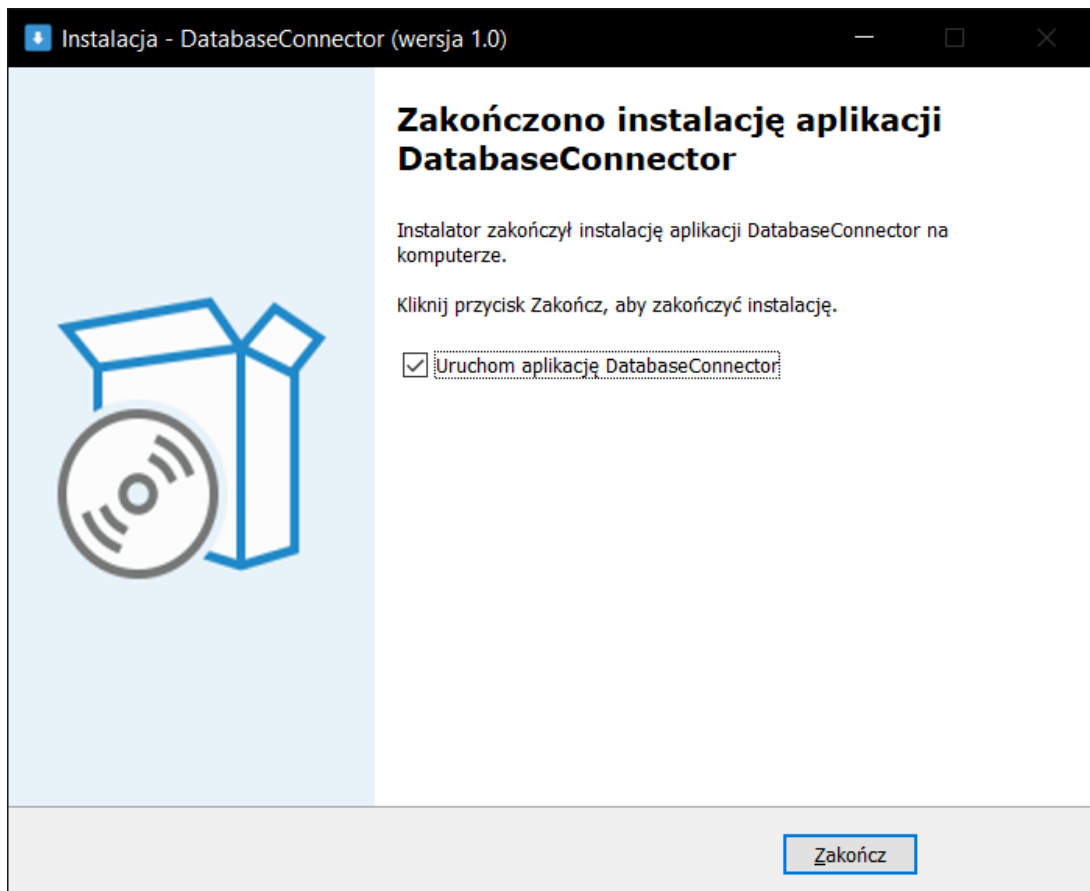 Instalacja - DatabaseConnector (wersja 1.0)
Zakończono instalację aplikacji
DatabaseConnector
Instalator zakończył instalację aplikacji DatabaseConnector na
komputerze.
Kliknij przycisk Zakończ, aby zakończyć instalację.
Uruchom aplikację DatabaseConnector
Zakończ